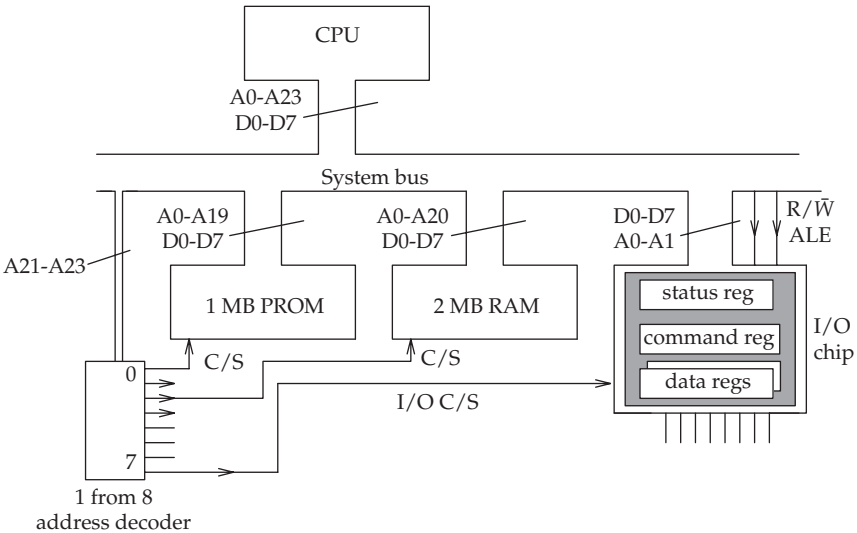 CPU
A0-A23
D0-D7
System bus
A0-A19
D0-D7
A0-A20
D0-D7
D0-D7
A0-A1
R/W̄
ALE
A21-A23
1 MB PROM
2 MB RAM
status reg
command reg
data regs
I/O
chip
0
C/S
C/S
I/O C/S
7
1 from 8
address decoder